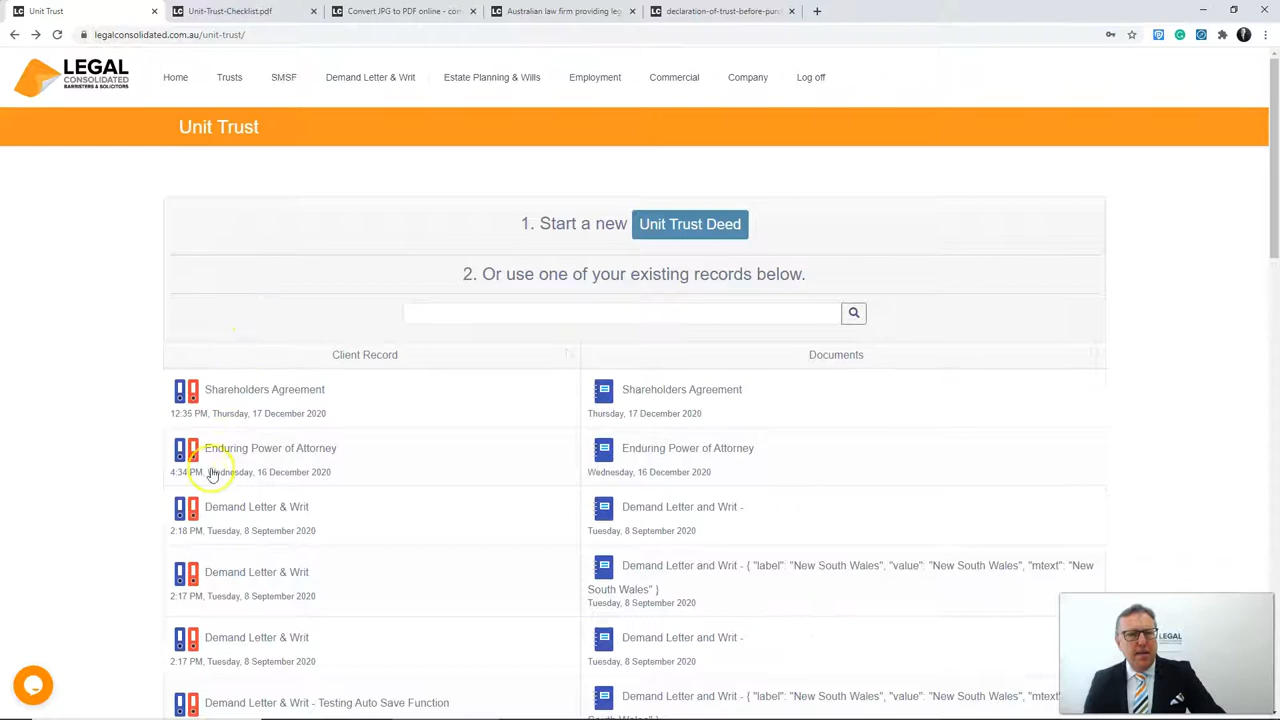 Unit Trust
Unit-Trust-Checklist.pdf
Convert JPG to PDF online - con
Australian law firm providing leg
declaration-of-trust-before-purc
legalconsolidated.com.au/unit-trust/
LEGAL
CONSOLIDATED
BARRISTERS & SOLICITORS
Home
Trusts
SMSF
Demand Letter & Writ
Estate Planning & Wills
Employment
Commercial
Company
Log off
Unit Trust
1. Start a new Unit Trust Deed
2. Or use one of your existing records below.
Client Record
Documents
Shareholders Agreement
12:35 PM, Thursday, 17 December 2020
Shareholders Agreement
Thursday, 17 December 2020
Enduring Power of Attorney
4:34 PM, Wednesday, 16 December 2020
Enduring Power of Attorney
Wednesday, 16 December 2020
Demand Letter & Writ
2:18 PM, Tuesday, 8 September 2020
Demand Letter and Writ -
Tuesday, 8 September 2020
Demand Letter & Writ
2:17 PM, Tuesday, 8 September 2020
Demand Letter and Writ - { "label": "New South Wales", "value": "New South Wales", "mtext": "New
South Wales" }
Tuesday, 8 September 2020
Demand Letter & Writ
2:17 PM, Tuesday, 8 September 2020
Demand Letter and Writ -
Tuesday, 8 September 2020
Demand Letter & Writ - Testing Auto Save Function
Demand Letter and Writ - { "label": "New South Wales", "value": "New South Wales", "mtext
LEGAL